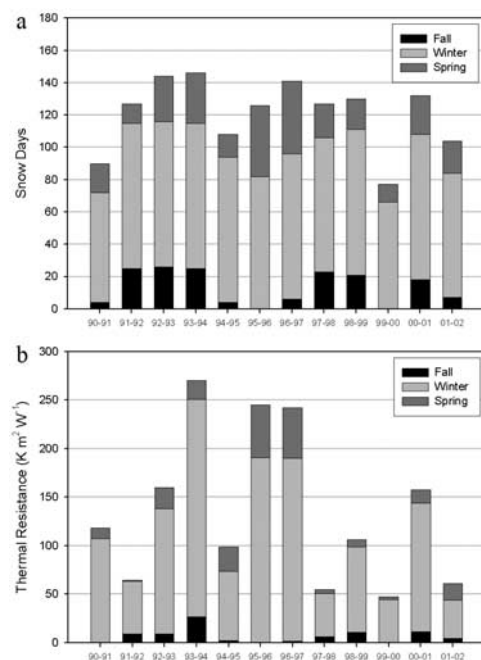 a
180
160
140
120
100
80
60
40
20
0
Snow Days
Fall
Winter
Spring
90-91 91-92 92-93 93-94 94-95 95-96 96-97 97-98 98-99 99-00 00-01 01-02
b
300
250
200
150
100
50
0
Thermal Resistance (K m² W⁻¹)
Fall
Winter
Spring
90-91 91-92 92-93 93-94 94-95 95-96 96-97 97-98 98-99 99-00 00-01 01-02